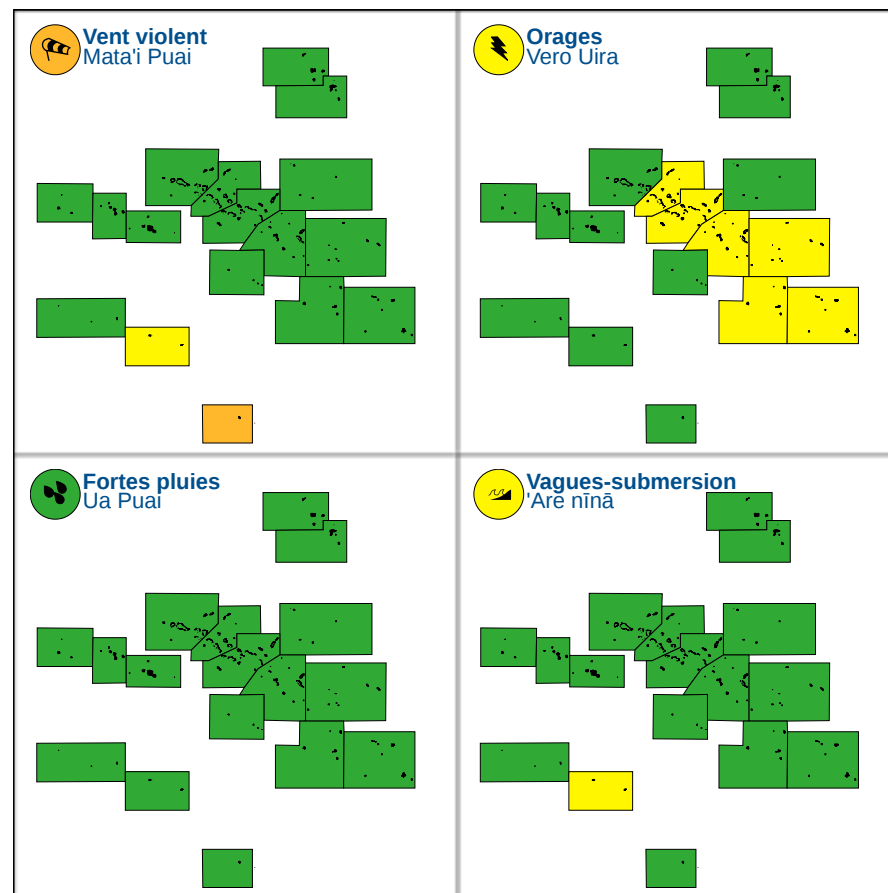 Vent violent
Mata'i Puai
Orages
Vero Uira
Fortes pluies
Ua Puai
Vagues-submersion
'Are nīnā